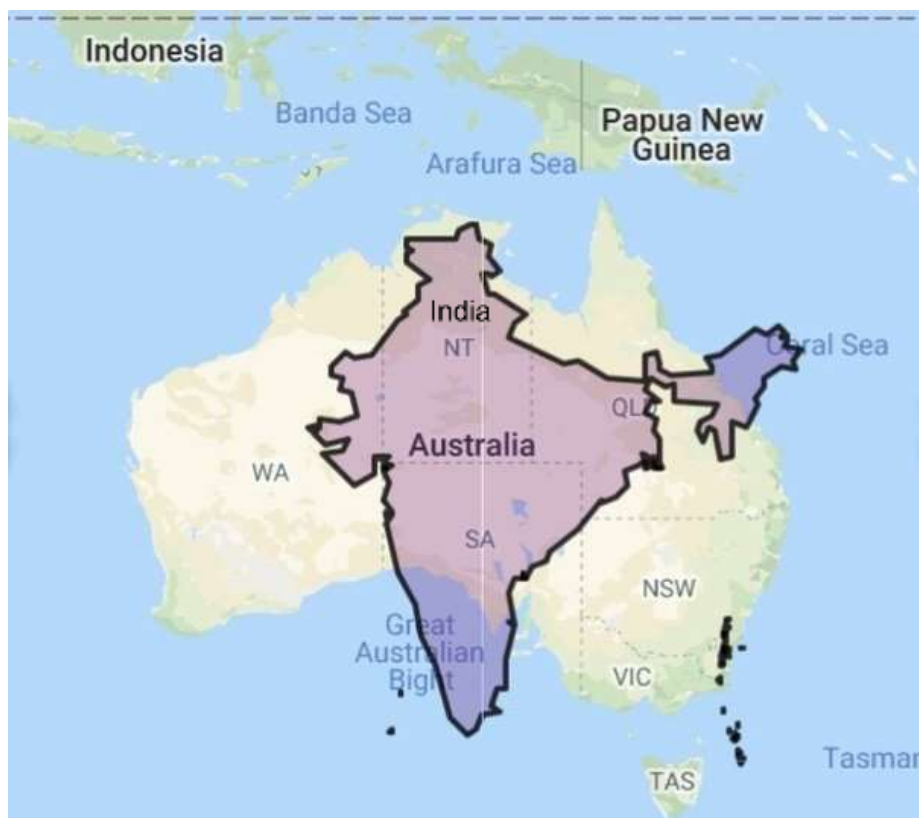 Indonesia
Banda Sea
Papua New
Guinea
Arafura Sea
India
NT
Coral Sea
QLD
Australia
WA
SA
NSW
Great
Australian
Bight
VIC
Tasman
TAS